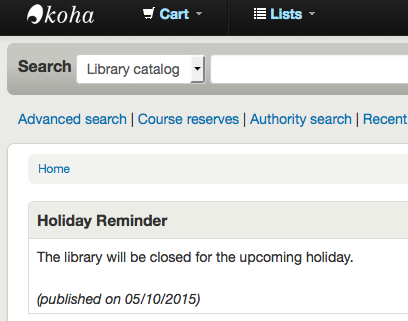 koha Cart Lists
Search Library catalog
Advanced search | Course reserves | Authority search | Recent
Home
Holiday Reminder
The library will be closed for the upcoming holiday.
(published on 05/10/2015)